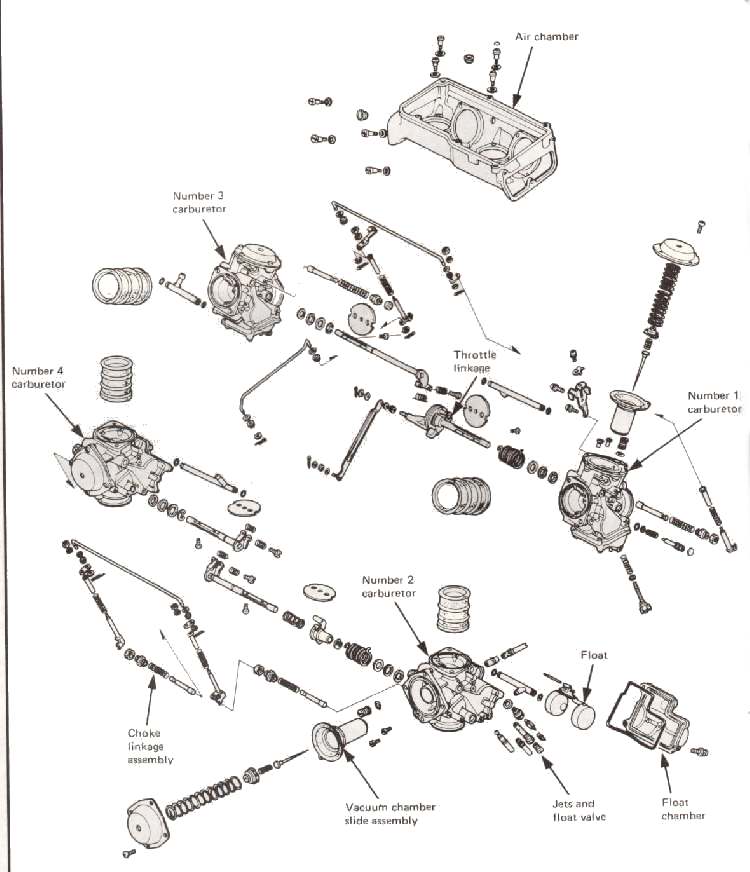 Air chamber
Number 3
carburetor
Throttle
linkage
Number 4
carburetor
Number 1
carburetor
Number 2
carburetor
Float
Choke
linkage
assembly
Vacuum chamber
slide assembly
Jets and
float valve
Float
chamber